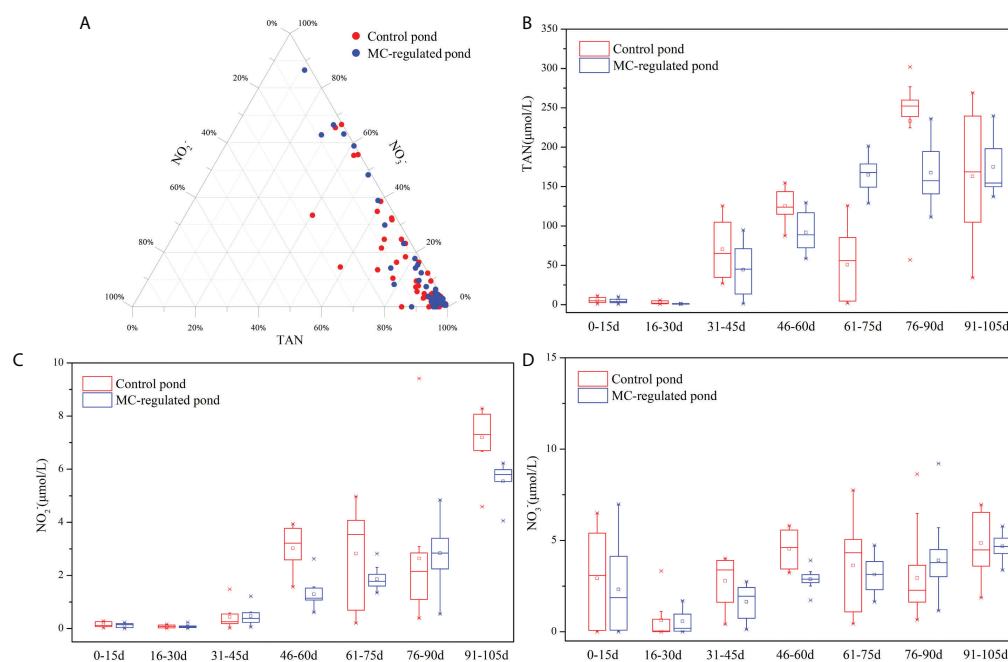 A
0%
100%
Control pond
MC-regulated pond
20%
80%
40%
60%
NO₂⁻
NO₃⁻
60%
40%
80%
20%
100%
0%
0%
20%
40%
60%
80%
100%
TAN
B
Control pond
MC-regulated pond
350
300
250
200
150
100
50
0
TAN(μmol/L)
0-15d
16-30d
31-45d
46-60d
61-75d
76-90d
91-105d
C
Control pond
MC-regulated pond
10
8
6
4
2
0
NO₂⁻(μmol/L)
0-15d
16-30d
31-45d
46-60d
61-75d
76-90d
91-105d
D
Control pond
MC-regulated pond
15
10
5
0
NO₃⁻(μmol/L)
0-15d
16-30d
31-45d
46-60d
61-75d
76-90d
91-105d